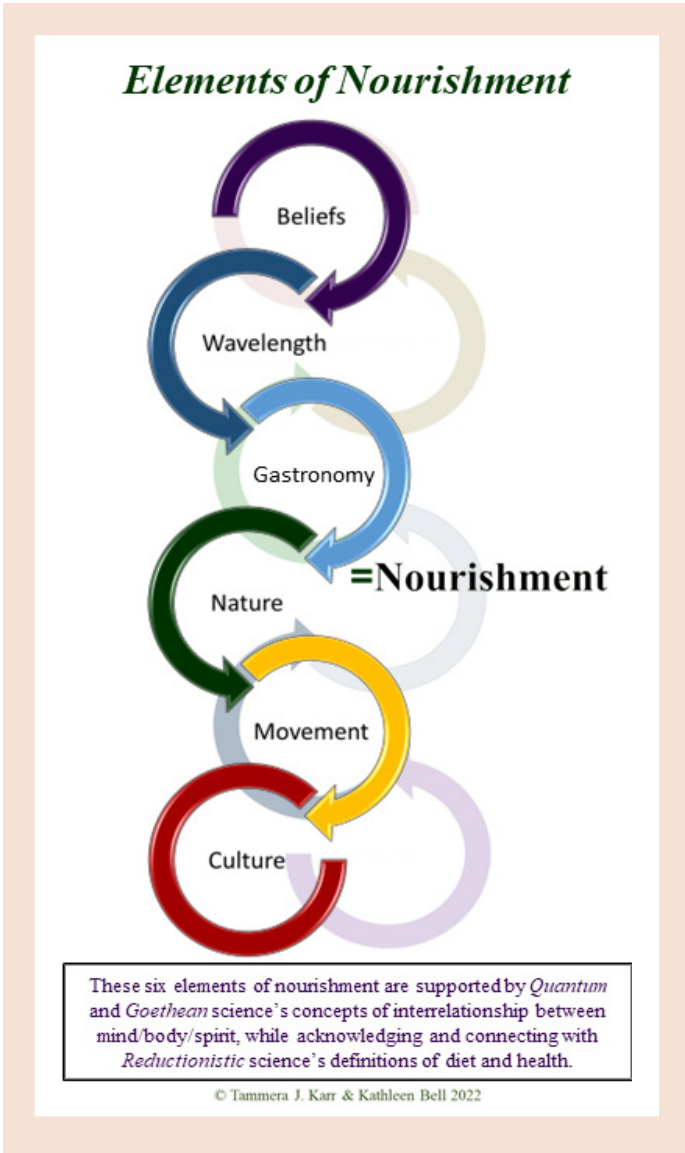 Elements of Nourishment
Beliefs
Wavelength
Gastronomy
=Nourishment
Nature
Movement
Culture
These six elements of nourishment are supported by Quantum
and Goethean science's concepts of interrelationship between
mind/body/spirit, while acknowledging and connecting with
Reductionistic science's definitions of diet and health.
© Tammera J. Karr & Kathleen Bell 2022